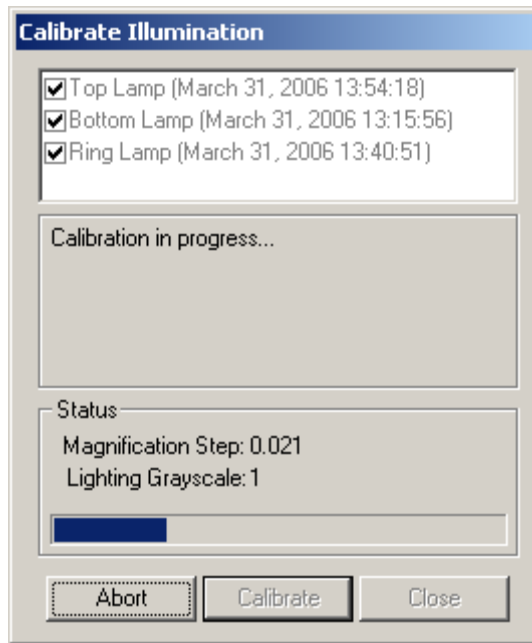 Calibrate Illumination
Top Lamp (March 31, 2006 13:54:18)
Bottom Lamp (March 31, 2006 13:15:56)
Ring Lamp (March 31, 2006 13:40:51)
Calibration in progress...
Status
Magnification Step: 0.021
Lighting Grayscale: 1
Abort Calibrate Close